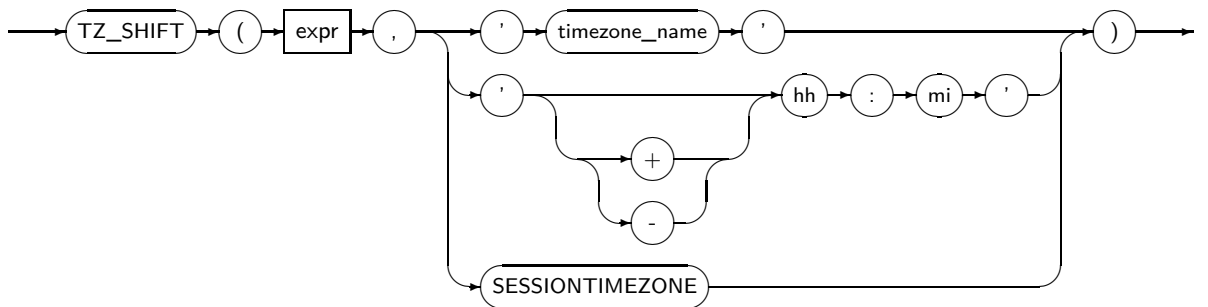 TZ_SHIFT ( expr , ' timezone_name ' )
' hh : mi '
+
-
SESSIONTIMEZONE